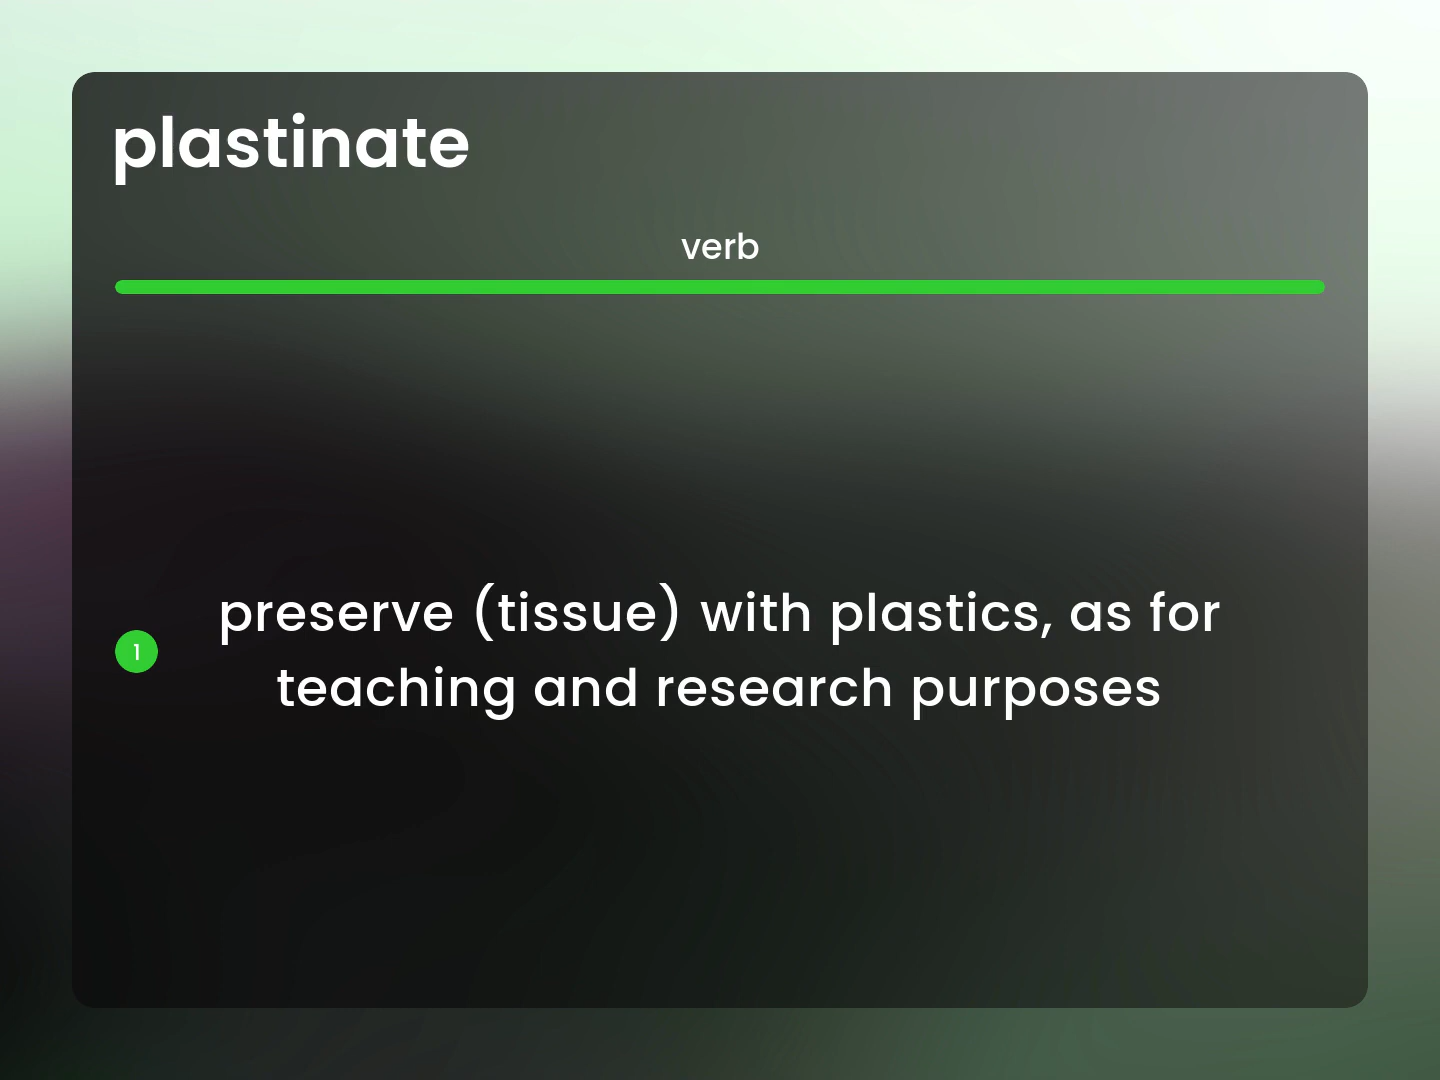 plastinate
verb
1
preserve (tissue) with plastics, as for
teaching and research purposes